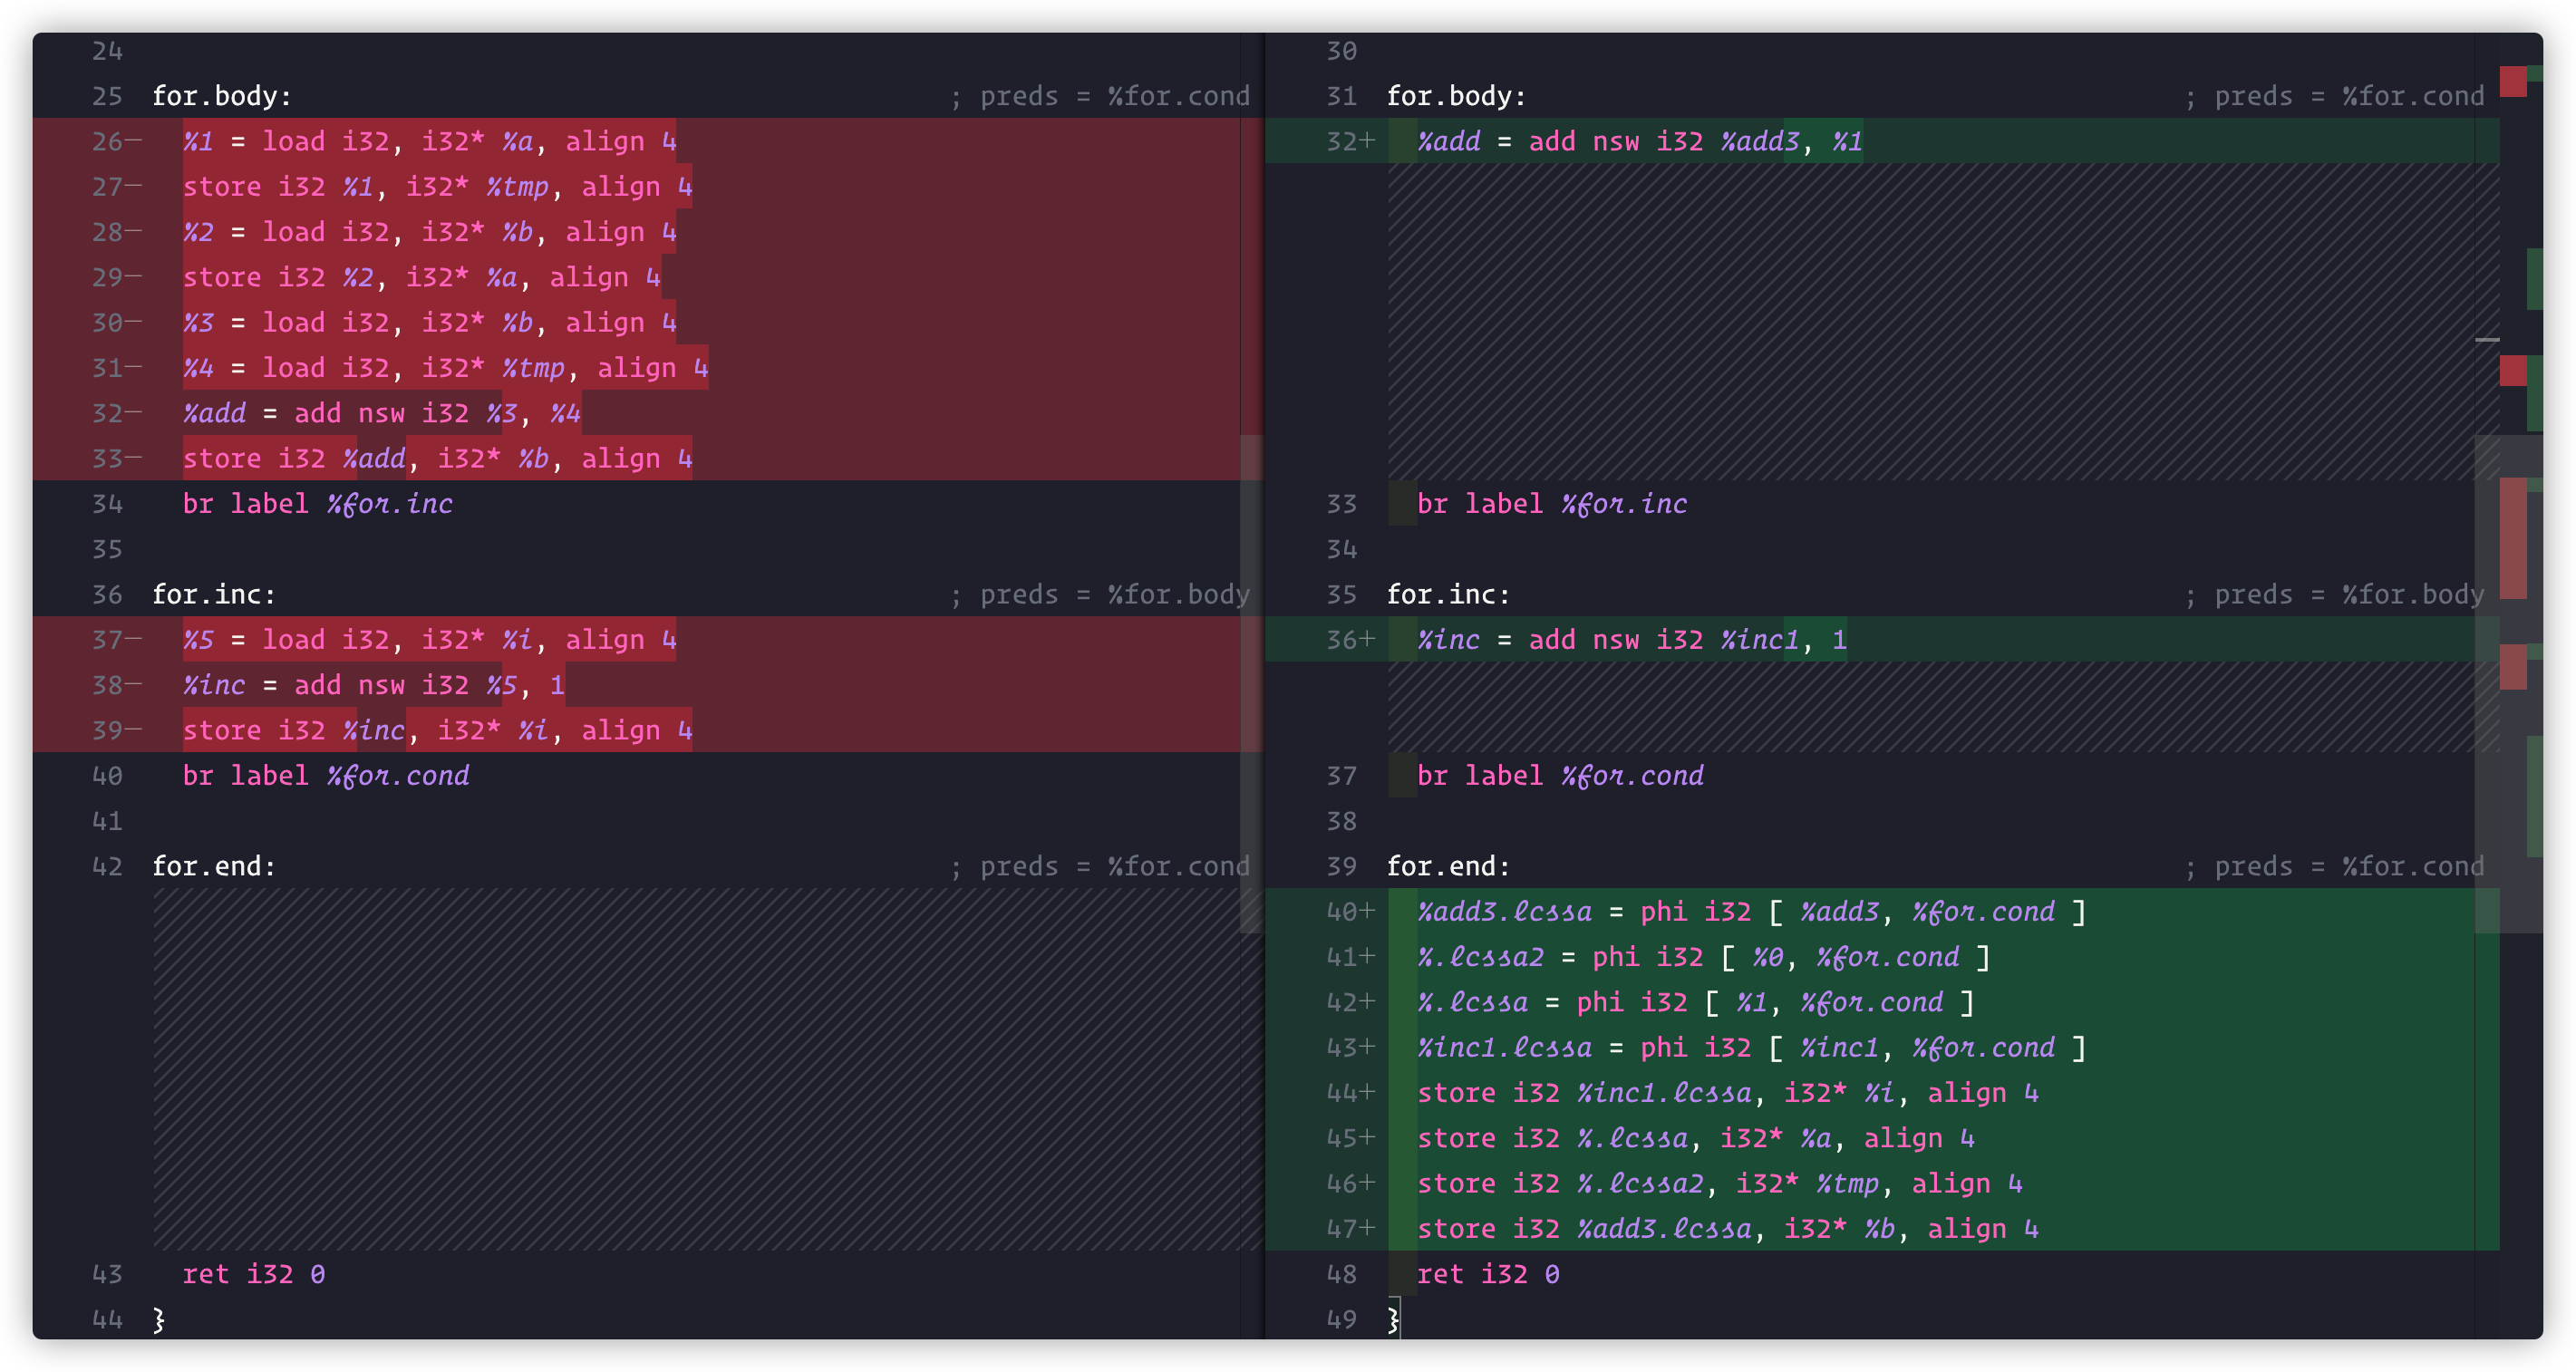 24
25 for.body: ; preds = %for.cond
26— %1 = load i32, i32* %a, align 4
27— store i32 %1, i32* %tmp, align 4
28— %2 = load i32, i32* %b, align 4
29— store i32 %2, i32* %a, align 4
30— %3 = load i32, i32* %b, align 4
31— %4 = load i32, i32* %tmp, align 4
32— %add = add nsw i32 %3, %4
33— store i32 %add, i32* %b, align 4
34 br label %for.inc
35
36 for.inc: ; preds = %for.body
37— %5 = load i32, i32* %i, align 4
38— %inc = add nsw i32 %5, 1
39— store i32 %inc, i32* %i, align 4
40 br label %for.cond
41
42 for.end: ; preds = %for.cond
43 ret i32 0
44 }
30
31 for.body: ; preds = %for.cond
32+ %add = add nsw i32 %add3, %1
33 br label %for.inc
34
35 for.inc: ; preds = %for.body
36+ %inc = add nsw i32 %inc1, 1
37 br label %for.cond
38
39 for.end: ; preds = %for.cond
40+ %add3.lcssa = phi i32 [ %add3, %for.cond ]
41+ %.lcssa2 = phi i32 [ %0, %for.cond ]
42+ %.lcssa = phi i32 [ %1, %for.cond ]
43+ %inc1.lcssa = phi i32 [ %inc1, %for.cond ]
44+ store i32 %inc1.lcssa, i32* %i, align 4
45+ store i32 %.lcssa, i32* %a, align 4
46+ store i32 %.lcssa2, i32* %tmp, align 4
47+ store i32 %add3.lcssa, i32* %b, align 4
48 ret i32 0
49 }